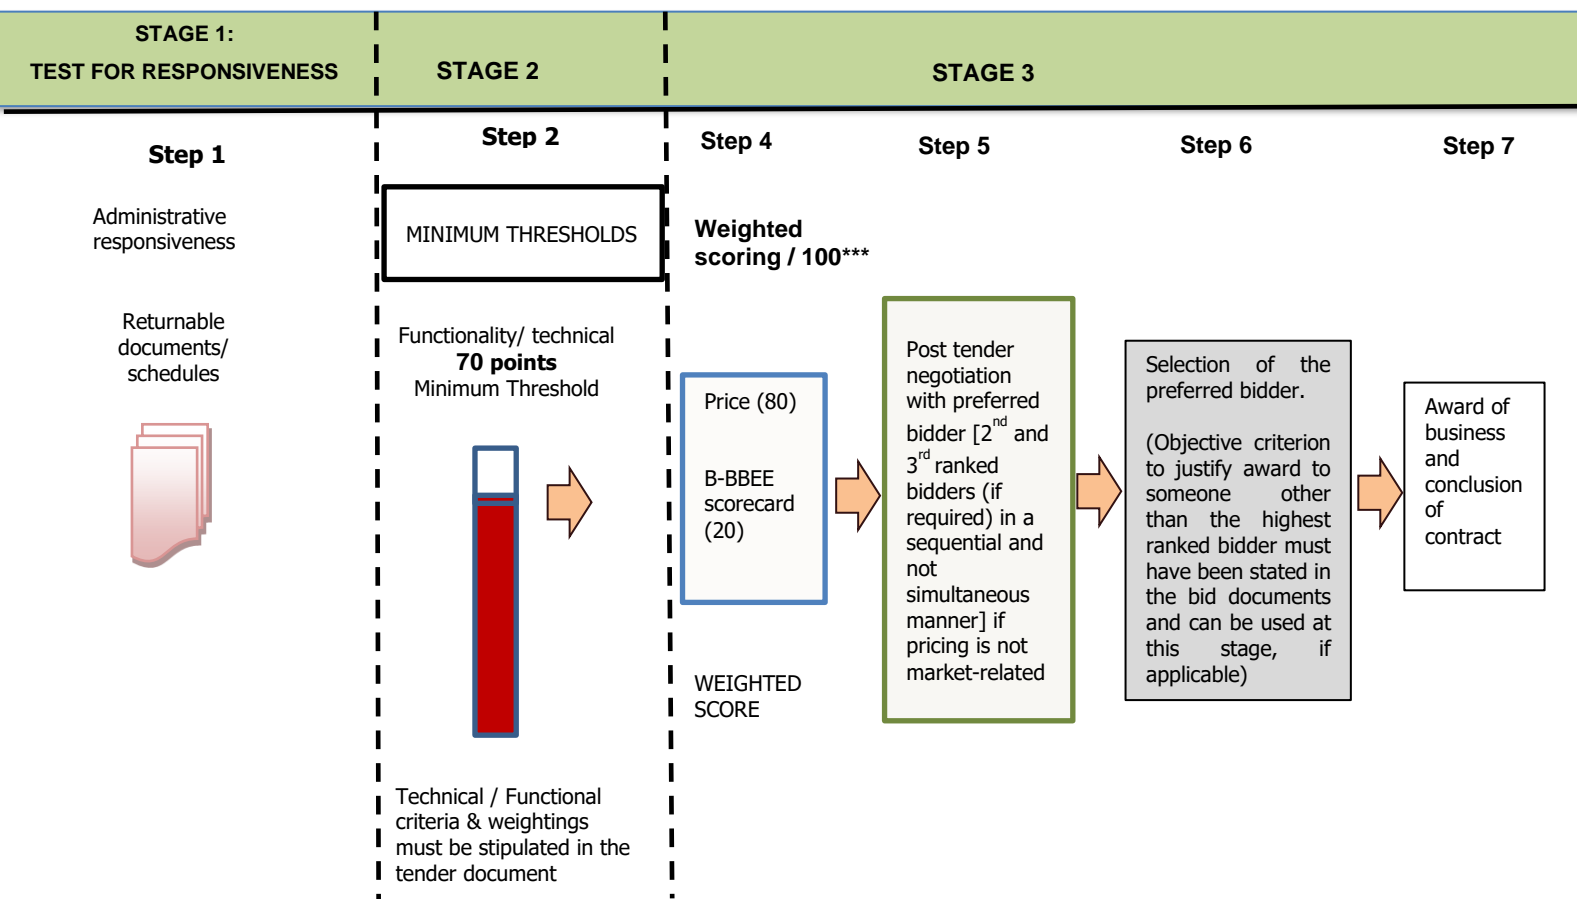 STAGE 1:
TEST FOR RESPONSIVENESS
STAGE 2
STAGE 3
Step 1
Administrative
responsiveness
Returnable
documents/
schedules
Step 2
MINIMUM THRESHOLDS
Functionality/ technical
70 points
Minimum Threshold
Technical / Functional
criteria & weightings
must be stipulated in the
tender document
Step 4
Weighted
scoring / 100***
Price (80)
B-BBEE
scorecard
(20)
WEIGHTED
SCORE
Step 5
Post tender
negotiation
with preferred
bidder [2nd and
3rd ranked
bidders (if
required) in a
sequential and
not
simultaneous
manner] if
pricing is not
market-related
Step 6
Selection of the
preferred bidder.
(Objective criterion
to justify award to
someone other
than the highest
ranked bidder must
have been stated in
the bid documents
and can be used at
this stage, if
applicable)
Step 7
Award of
business
and
conclusion
of
contract